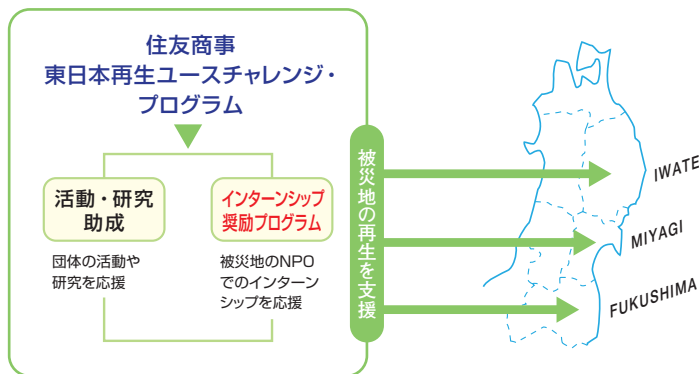 住友商事
東日本再生ユースチャレンジ・
プログラム
活動・研究
助成
団体の活動や
研究を応援
インターンシップ
奨励プログラム
被災地のNPO
でのインターン
シップを応援
被災地の再生を支援
IWATE
MIYAGI
FUKUSHIMA